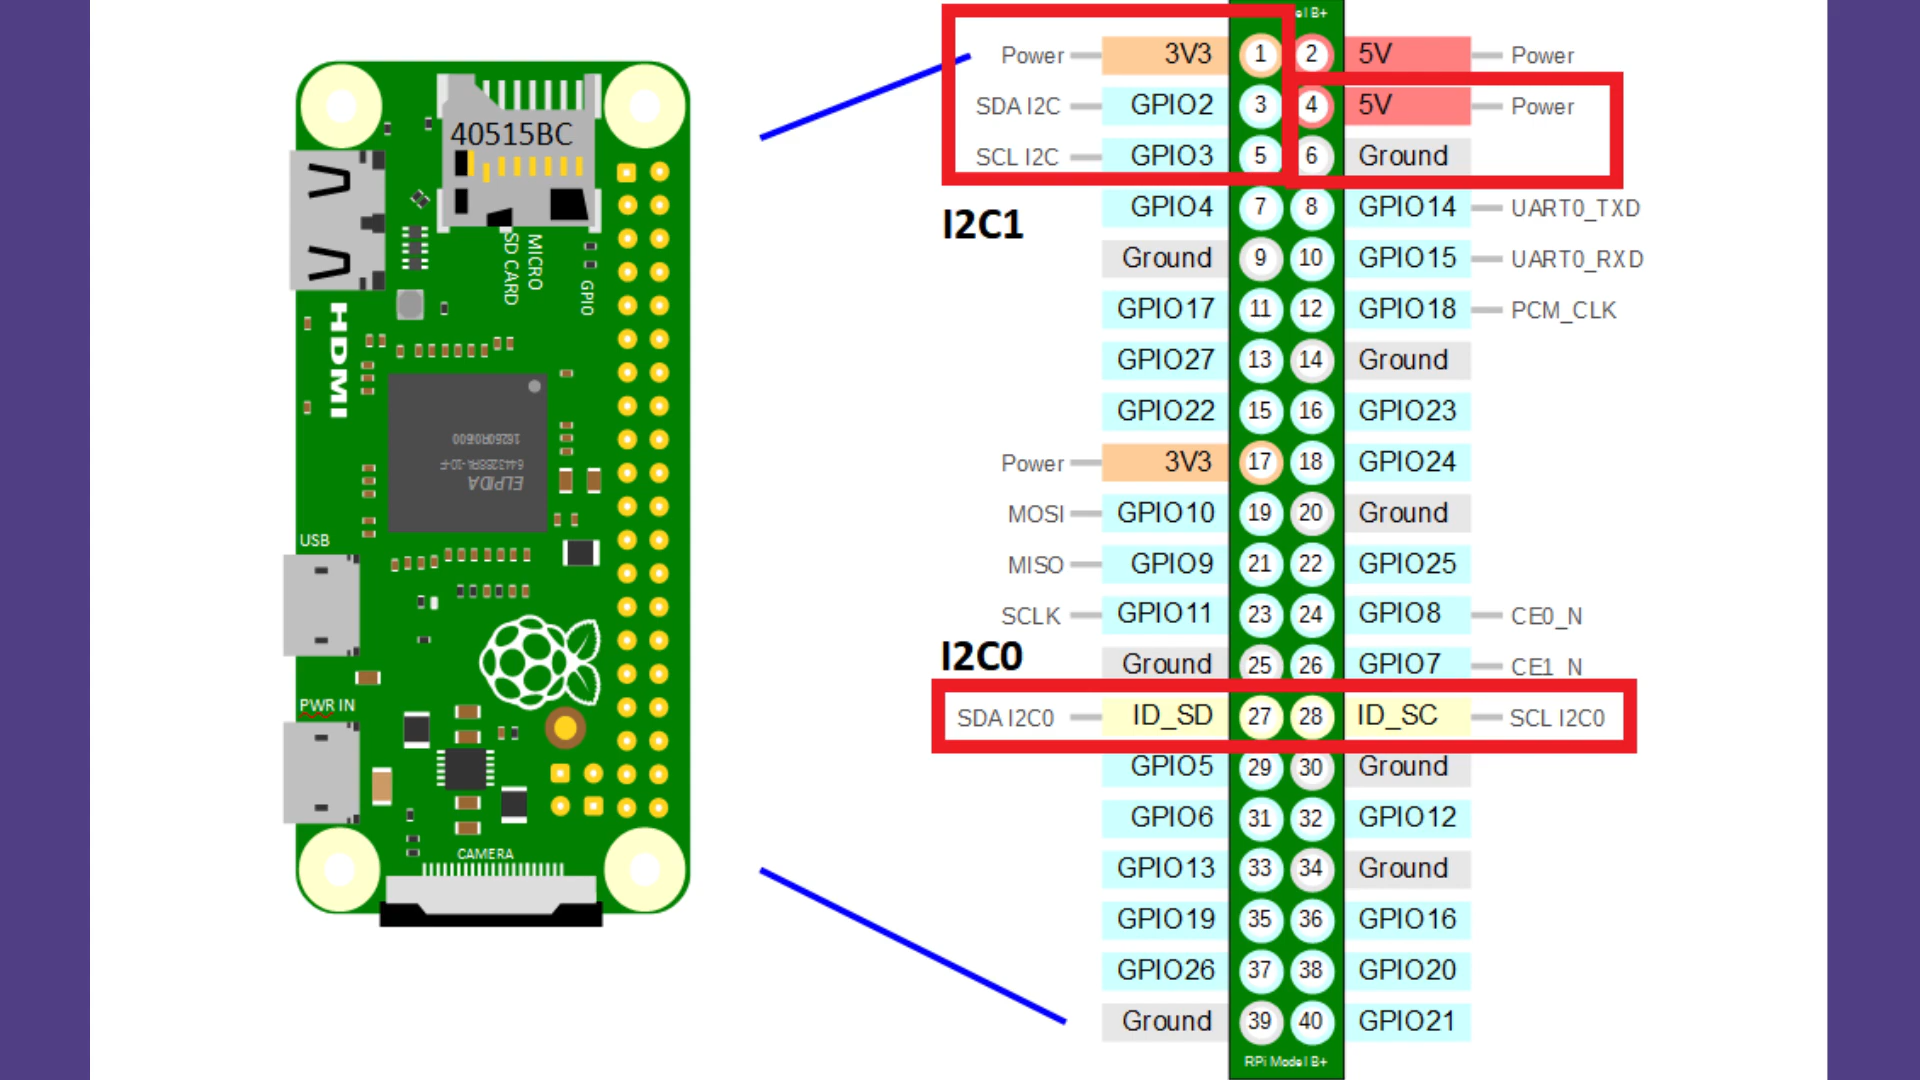 40515BC
MICRO
SD CARD
GPIO
HDMI
ELPIDA
USB
PWR IN
CAMERA
Power 3V3 1 2 5V Power
SDA I2C GPIO2 3 4 5V Power
SCL I2C GPIO3 5 6 Ground
I2C1
GPIO4 7 8 GPIO14 UART0_TXD
Ground 9 10 GPIO15 UART0_RXD
GPIO17 11 12 GPIO18 PCM_CLK
GPIO27 13 14 Ground
GPIO22 15 16 GPIO23
Power 3V3 17 18 GPIO24
MOSI GPIO10 19 20 Ground
MISO GPIO9 21 22 GPIO25
SCLK GPIO11 23 24 GPIO8 CE0_N
I2C0
Ground 25 26 GPIO7 CE1 N
SDA I2C0 ID_SD 27 28 ID_SC SCL I2C0
GPIO5 29 30 Ground
GPIO6 31 32 GPIO12
GPIO13 33 34 Ground
GPIO19 35 36 GPIO16
GPIO26 37 38 GPIO20
Ground 39 40 GPIO21
RPi Model B+